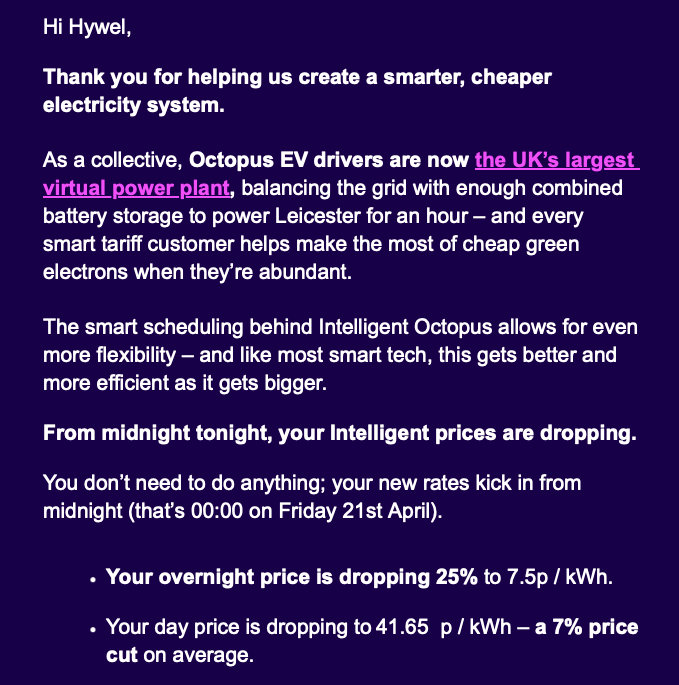 Hi Hywel,
Thank you for helping us create a smarter, cheaper
electricity system.
As a collective, Octopus EV drivers are now the UK’s largest
virtual power plant, balancing the grid with enough combined
battery storage to power Leicester for an hour – and every
smart tariff customer helps make the most of cheap green
electrons when they’re abundant.
The smart scheduling behind Intelligent Octopus allows for even
more flexibility – and like most smart tech, this gets better and
more efficient as it gets bigger.
From midnight tonight, your Intelligent prices are dropping.
You don’t need to do anything; your new rates kick in from
midnight (that’s 00:00 on Friday 21st April).
• Your overnight price is dropping 25% to 7.5p / kWh.
• Your day price is dropping to 41.65  p / kWh – a 7% price
cut on average.